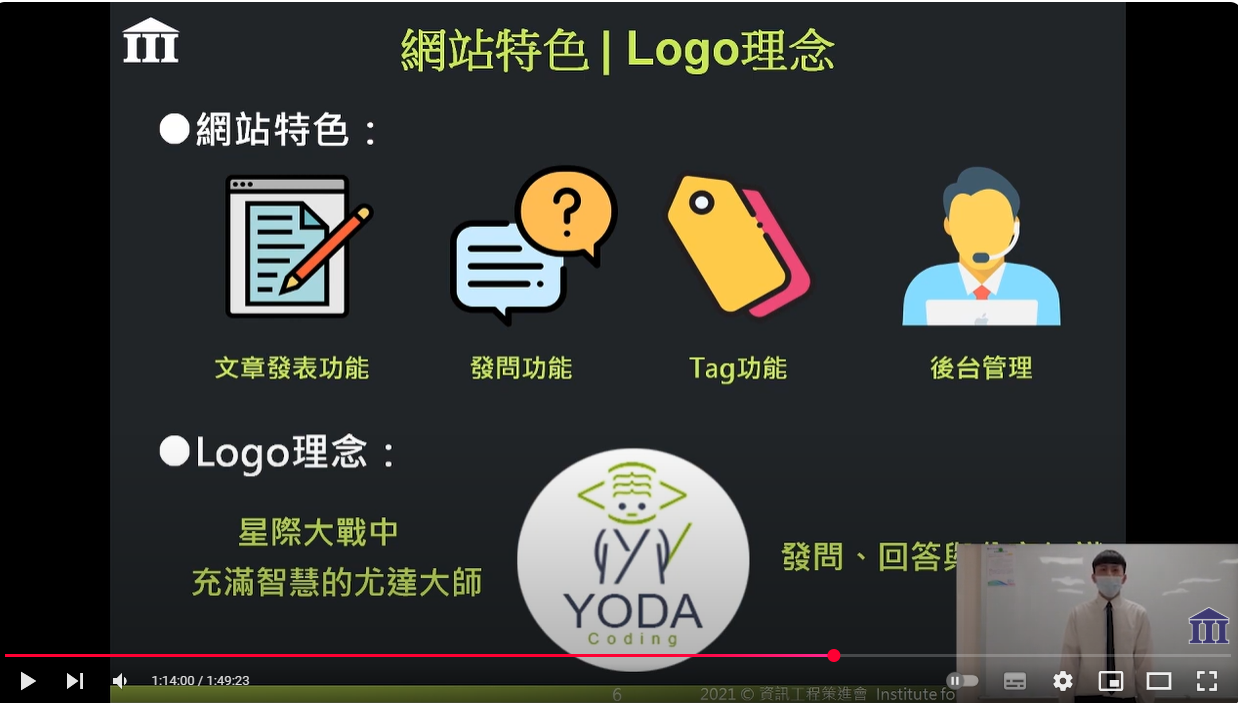 網站特色 | Logo理念
●網站特色：
文章發表功能
發問功能
Tag功能
後台管理
●Logo理念：
星際大戰中
充滿智慧的尤達大師
YODA
Coding
發問、回答與
1:14:00 / 1:49:23
6
2021 © 資訊工程策進會 Institute fo